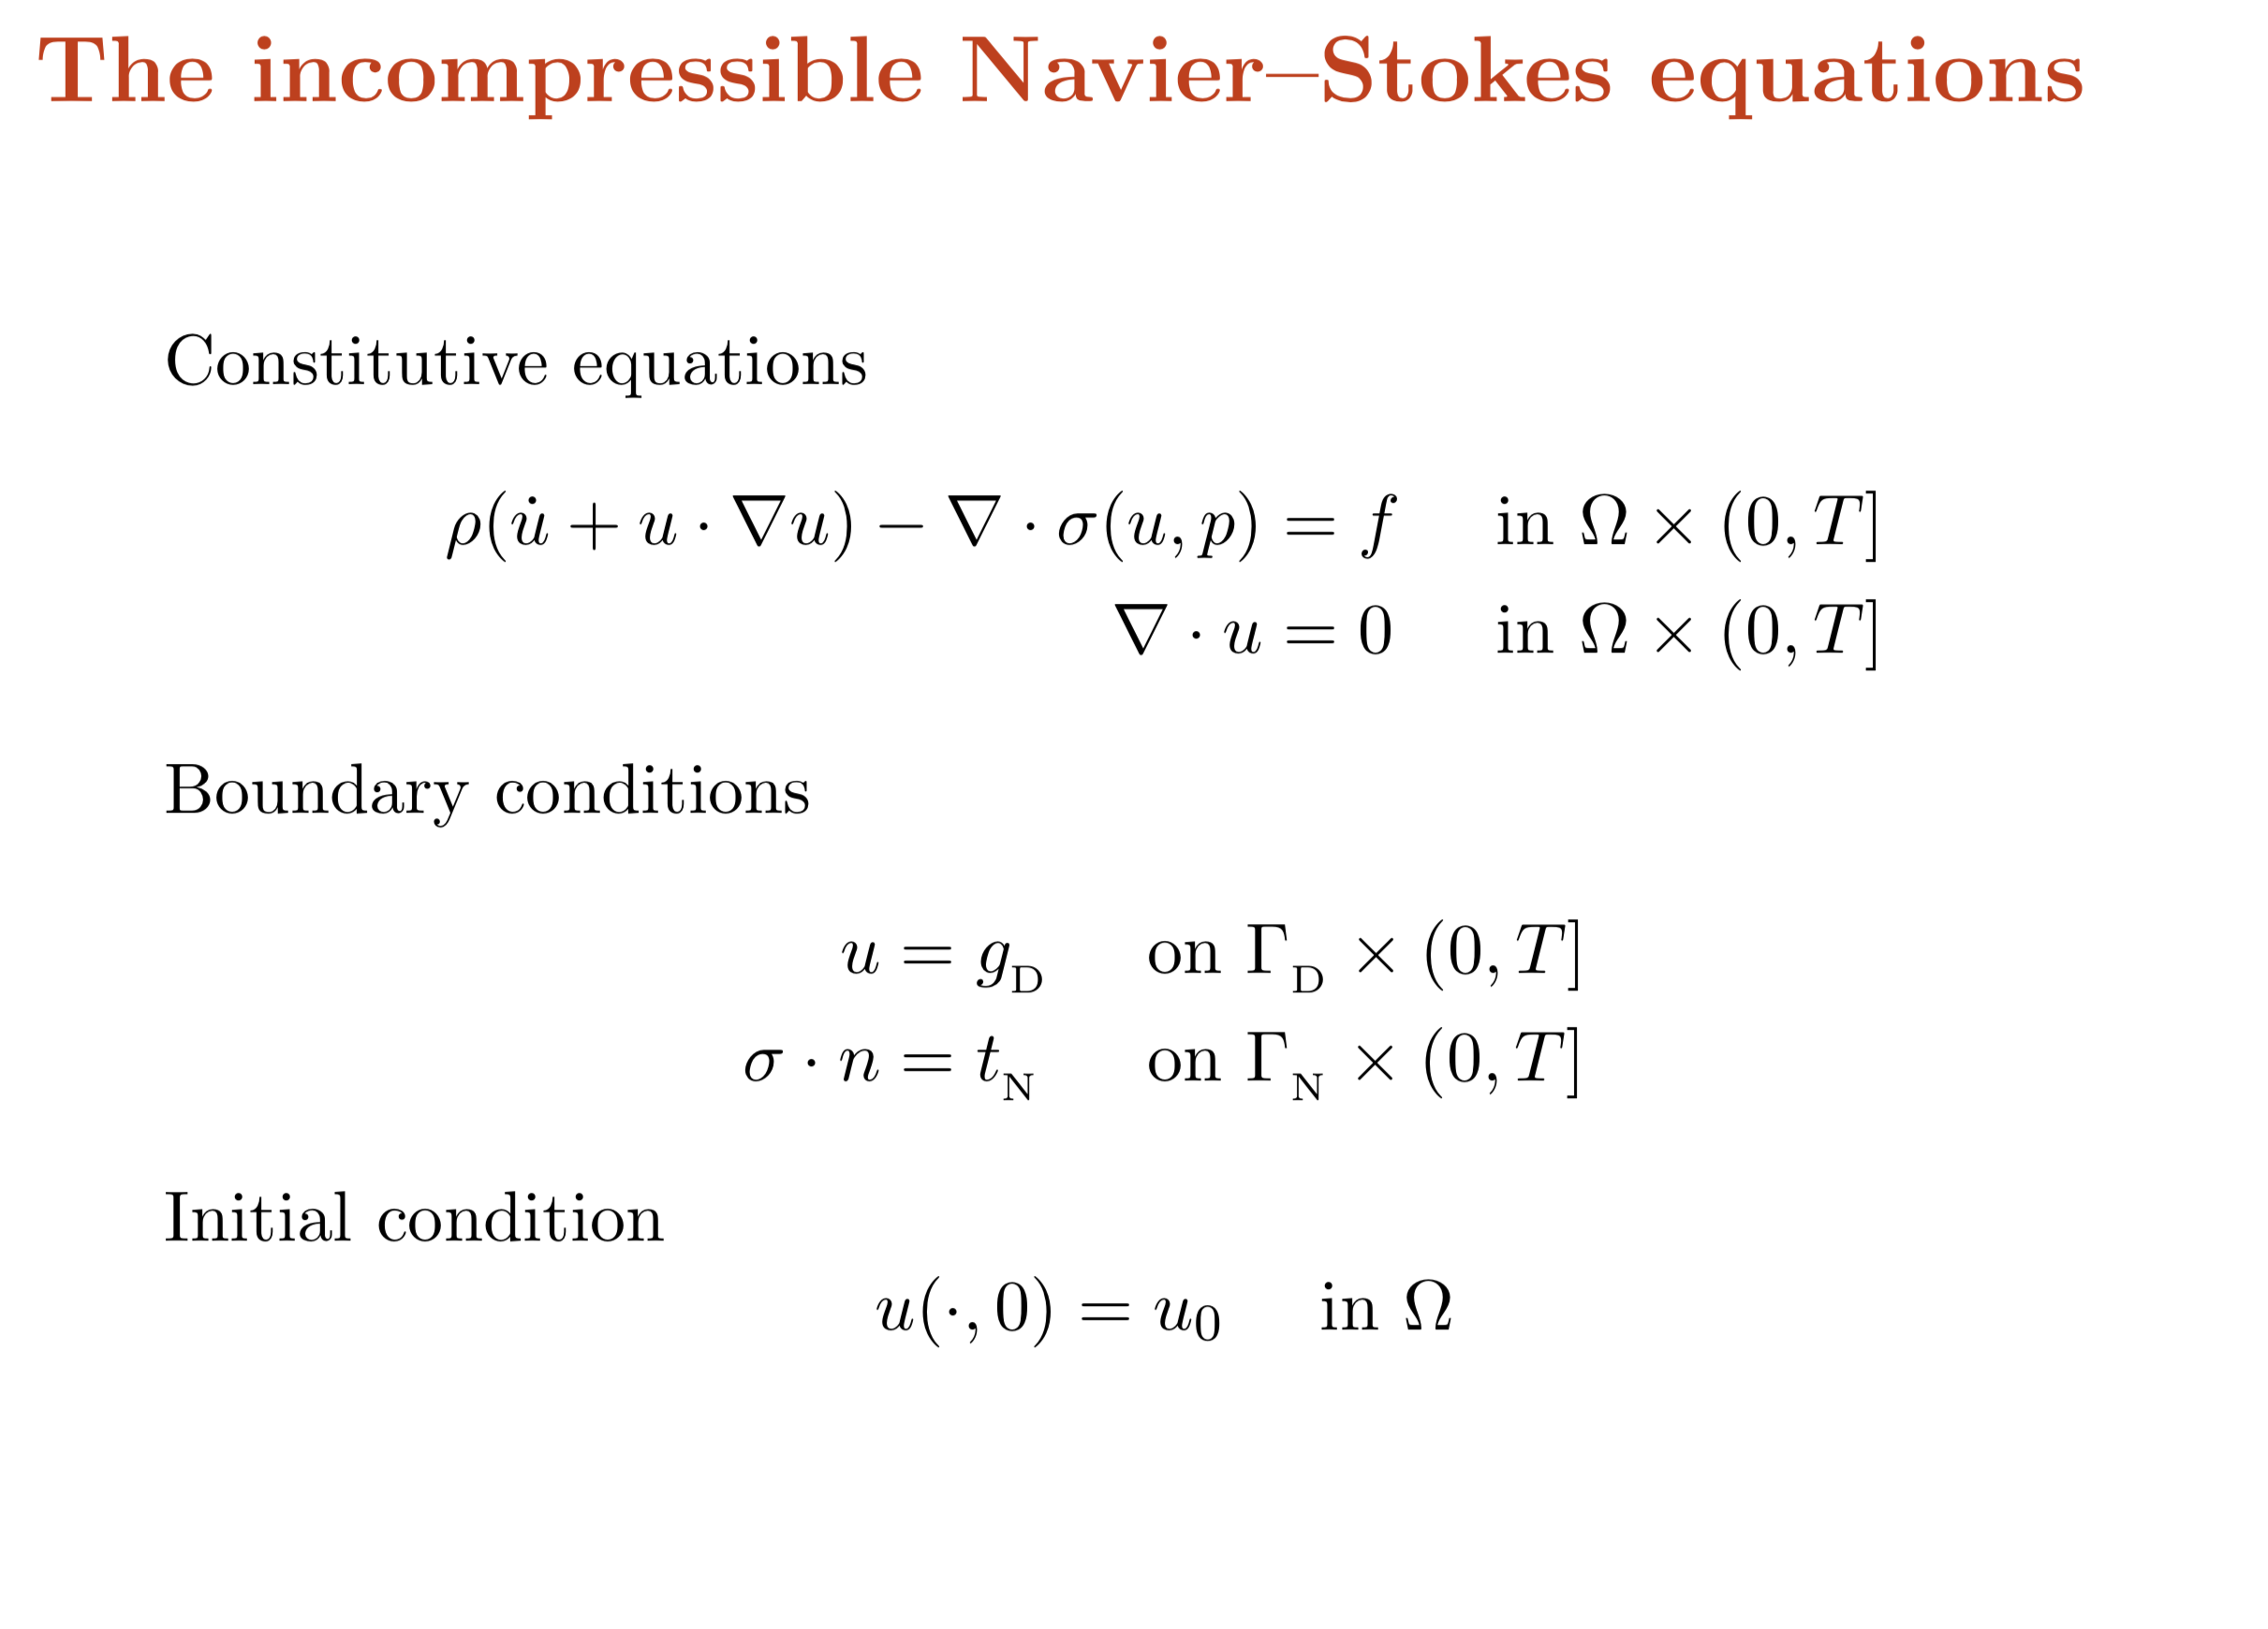 The incompressible Navier–Stokes equations
Constitutive equations
ρ(u̇ + u · ∇u) − ∇ · σ(u, p) = f in Ω × (0, T]
∇ · u = 0 in Ω × (0, T]
Boundary conditions
u = g_D on Γ_D × (0, T]
σ · n = t_N on Γ_N × (0, T]
Initial condition
u(·, 0) = u_0 in Ω